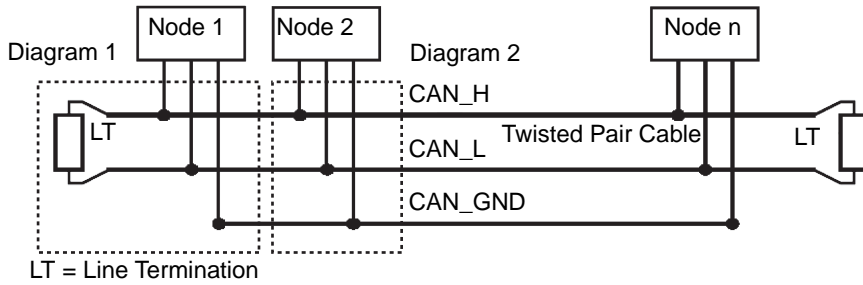 Node 1
Node 2
Node n
Diagram 1
Diagram 2
CAN_H
LT
Twisted Pair Cable
LT
CAN_L
CAN_GND
LT = Line Termination